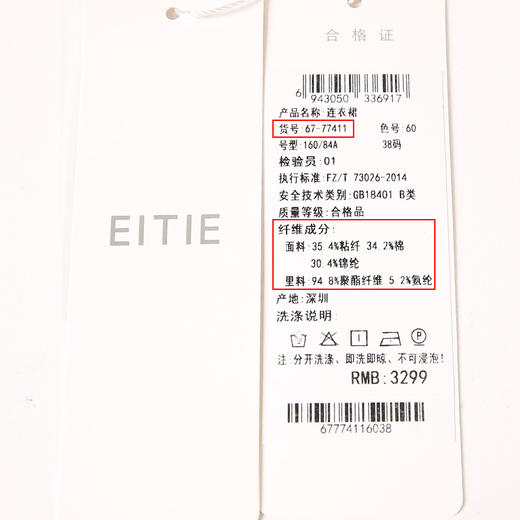 EITIE
合格证
6 943050 336917
产品名称:连衣裙
货号:67-77411 色号:60
号型:160/84A 38码
检验员:01
执行标准:FZ/T 73026-2014
安全技术类别:GB18401 B类
质量等级:合格品
纤维成分:
面料:35.4%粘纤 34.2%棉
30.4%锦纶
里料:94.8%聚酯纤维 5.2%氨纶
产地:深圳
洗涤说明:
P
注:分开洗涤、即洗即晾、不可浸泡!
RMB:3299
67774116038